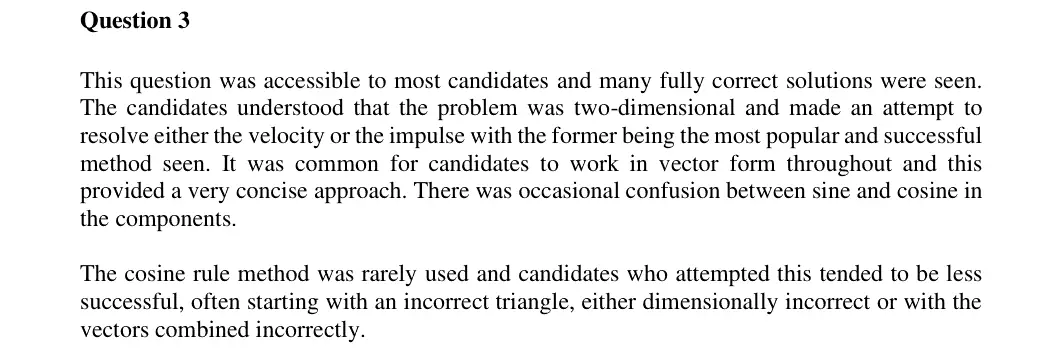 Question 3
This question was accessible to most candidates and many fully correct solutions were seen.
The candidates understood that the problem was two-dimensional and made an attempt to
resolve either the velocity or the impulse with the former being the most popular and successful
method seen. It was common for candidates to work in vector form throughout and this
provided a very concise approach. There was occasional confusion between sine and cosine in
the components.
The cosine rule method was rarely used and candidates who attempted this tended to be less
successful, often starting with an incorrect triangle, either dimensionally incorrect or with the
vectors combined incorrectly.